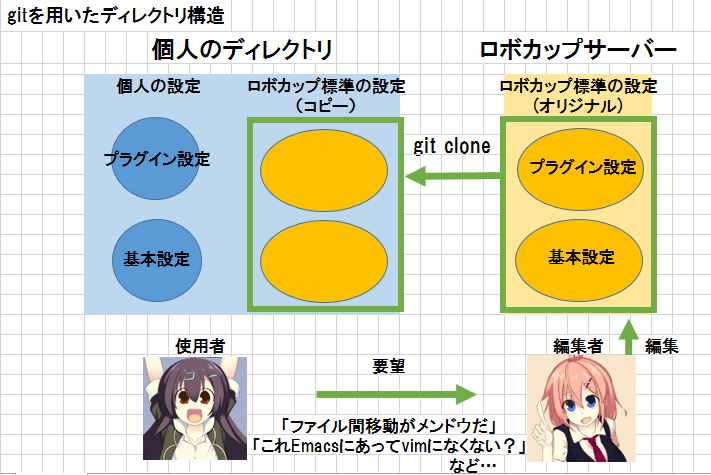 gitを用いたディレクトリ構造
個人のディレクトリ
ロボカップサーバー
個人の設定
ロボカップ標準の設定
（コピー）
ロボカップ標準の設定
（オリジナル）
プラグイン設定
git clone
プラグイン設定
基本設定
基本設定
使用者
編集者
編集
要望
「ファイル間移動がメンドウだ」
「これEmacsにあってvimになくない？」
など…